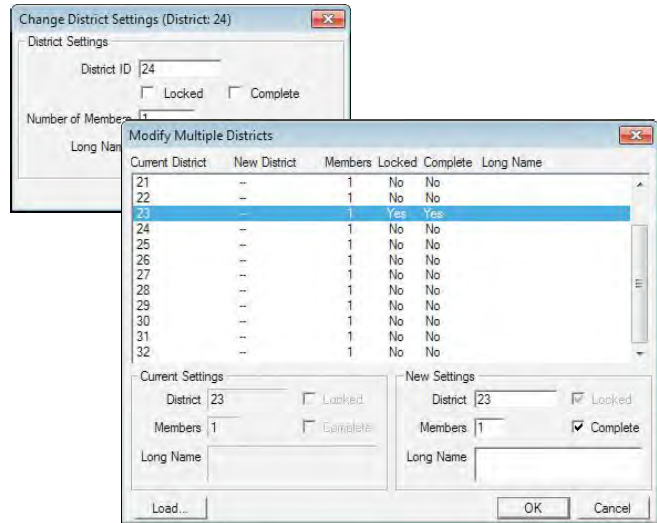 Change District Settings (District: 24)
District Settings
District ID 24
Locked Complete
Number of Members 1
Long Nam
Modify Multiple Districts
Current District New District Members Locked Complete Long Name
21 -- 1 No No
22 -- 1 No No
23 -- 1 Yes Yes
24 -- 1 No No
25 -- 1 No No
26 -- 1 No No
27 -- 1 No No
28 -- 1 No No
29 -- 1 No No
30 -- 1 No No
31 -- 1 No No
32 -- 1 No No
Current Settings New Settings
District 23 Locked District 23 Locked
Members 1 Complete Members 1 Complete
Long Name Long Name
Load... OK Cancel